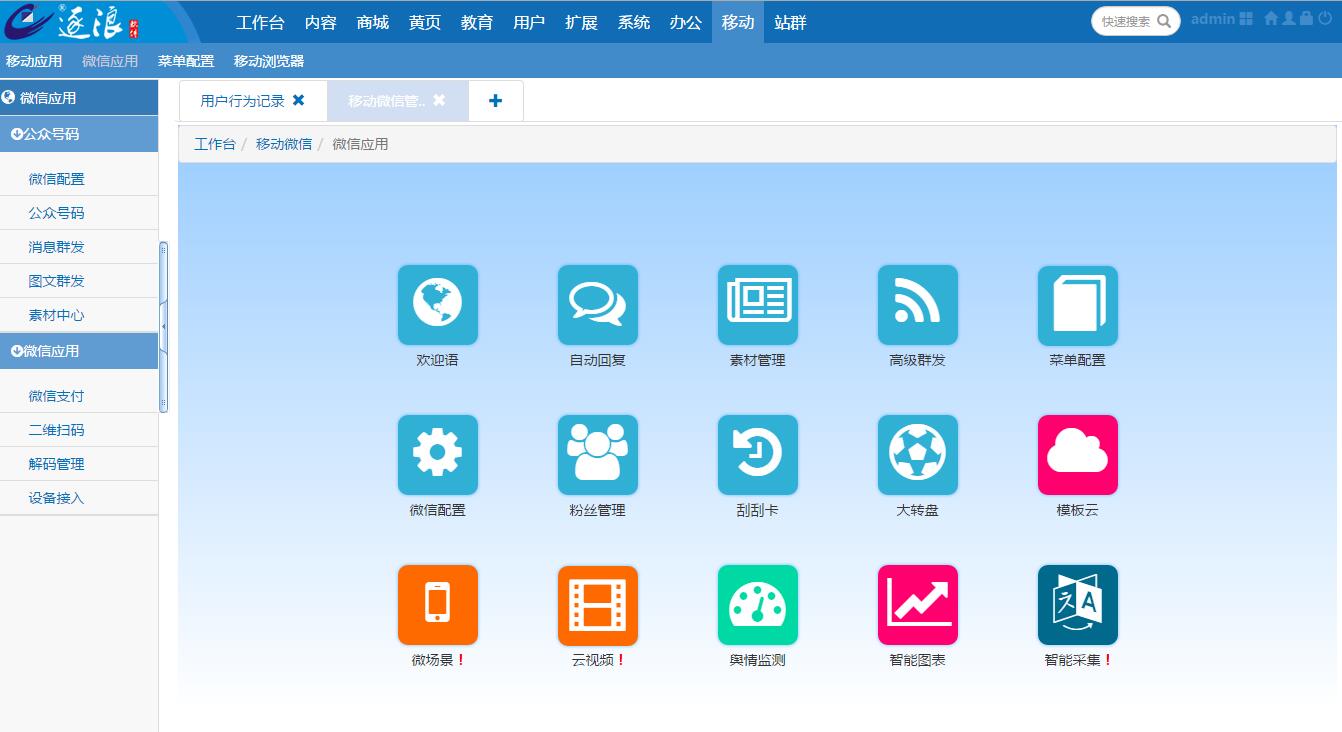 逐浪® 软件
工作台 内容 商城 黄页 教育 用户 扩展 系统 办公 移动 站群
快速搜索
admin
移动应用 微信应用 菜单配置 移动浏览器
微信应用
公众号码
微信配置
公众号码
消息群发
图文群发
素材中心
微信应用
微信支付
二维扫码
解码管理
设备接入
用户行为记录 ✖ 移动微信管.. ✖ +
工作台 / 移动微信 / 微信应用
欢迎语 自动回复 素材管理 高级群发 菜单配置
微信配置 粉丝管理 刮刮卡 大转盘 模板云
微场景! 云视频! 舆情监测 智能图表 智能采集!